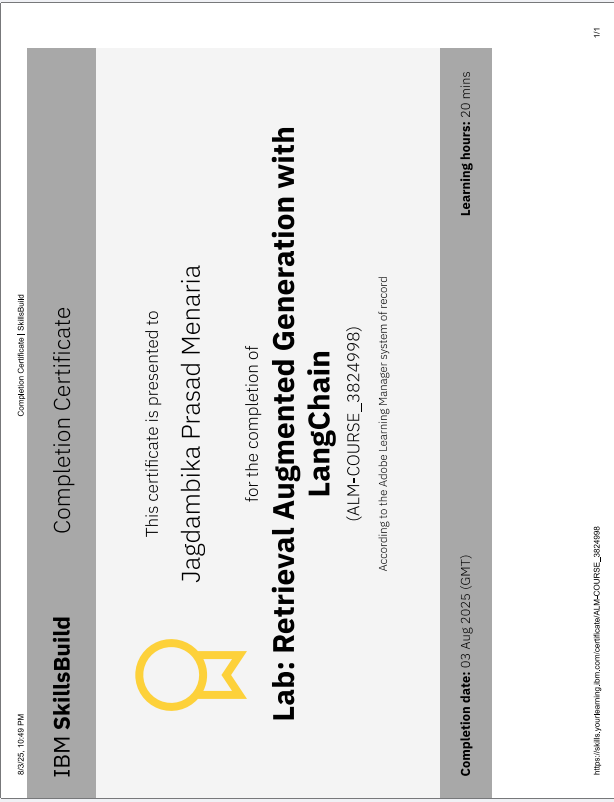 8/3/25, 10:49 PM
Completion Certificate | SkillsBuild
IBM SkillsBuild
Completion Certificate
This certificate is presented to
Jagdambika Prasad Menaria
for the completion of
Lab: Retrieval Augmented Generation with
LangChain
(ALM-COURSE_3824998)
According to the Adobe Learning Manager system of record
Completion date: 03 Aug 2025 (GMT)
Learning hours: 20 mins
https://skills.yourlearning.ibm.com/certificate/ALM-COURSE_3824998
1/1